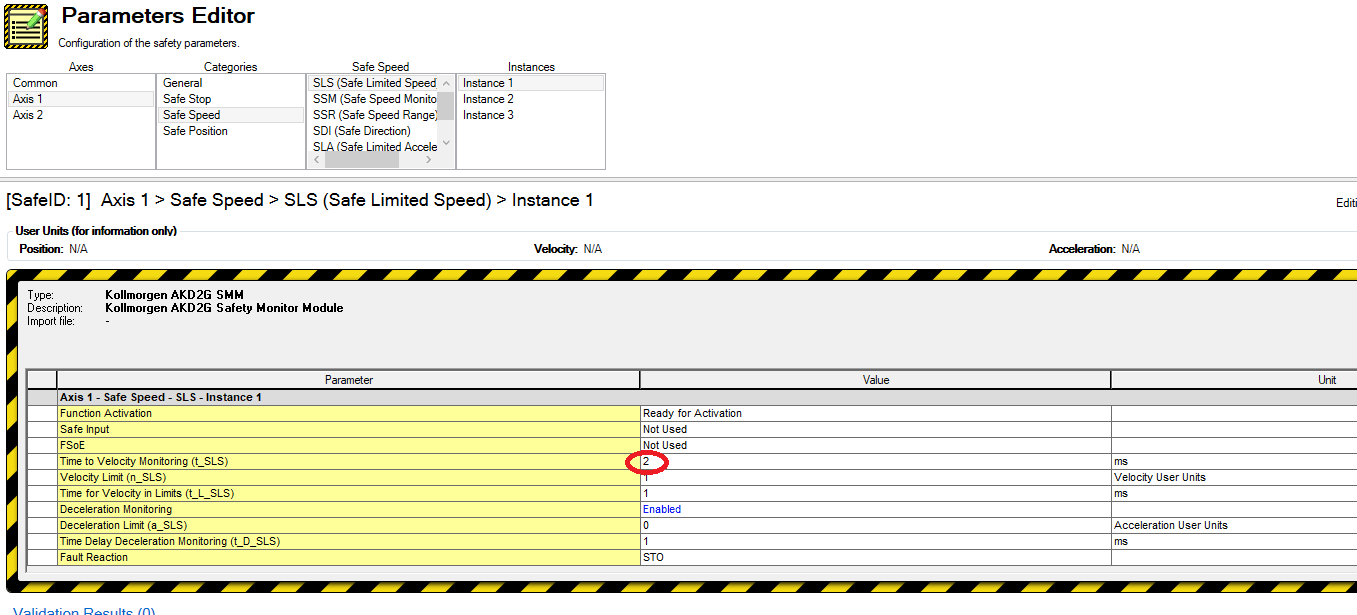 Parameters Editor
Configuration of the safety parameters.
Axes Categories Safe Speed Instances
Common General SLS (Safe Limited Speed Instance 1
Axis 1 Safe Stop SSM (Safe Speed Monito Instance 2
Axis 2 Safe Speed SSR (Safe Speed Range) Instance 3
Safe Position SDI (Safe Direction)
SLA (Safe Limited Accele
[SafeID: 1] Axis 1 > Safe Speed > SLS (Safe Limited Speed) > Instance 1
Editi
User Units (for information only)
Position: N/A Velocity: N/A Acceleration: N/A
Type: Kollmorgen AKD2G SMM
Description: Kollmorgen AKD2G Safety Monitor Module
Import file: -
Parameter Value Unit
Axis 1 - Safe Speed - SLS - Instance 1
Function Activation Ready for Activation
Safe Input Not Used
FSoE Not Used
Time to Velocity Monitoring (t_SLS) 2 ms
Velocity Limit (n_SLS) 1 Velocity User Units
Time for Velocity in Limits (t_L_SLS) 1 ms
Deceleration Monitoring Enabled
Deceleration Limit (a_SLS) 0 Acceleration User Units
Time Delay Deceleration Monitoring (t_D_SLS) 1 ms
Fault Reaction STO
Validation Results (0)